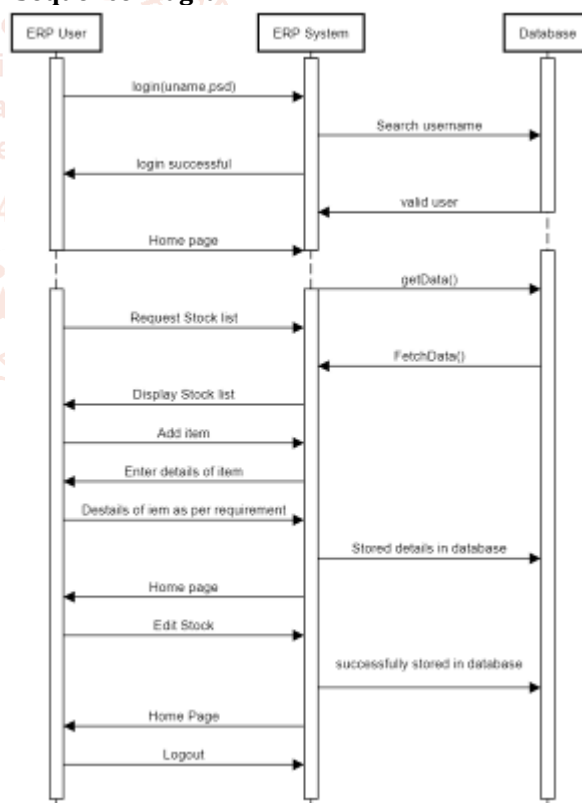 ERP User
ERP System
Database
login(uname,psd)
Search username
login successful
valid user
Home page
getData()
Request Stock list
FetchData()
Display Stock list
Add item
Enter details of item
Destails of iem as per requirement
Stored details in database
Home page
Edit Stock
successfully stored in database
Home Page
Logout